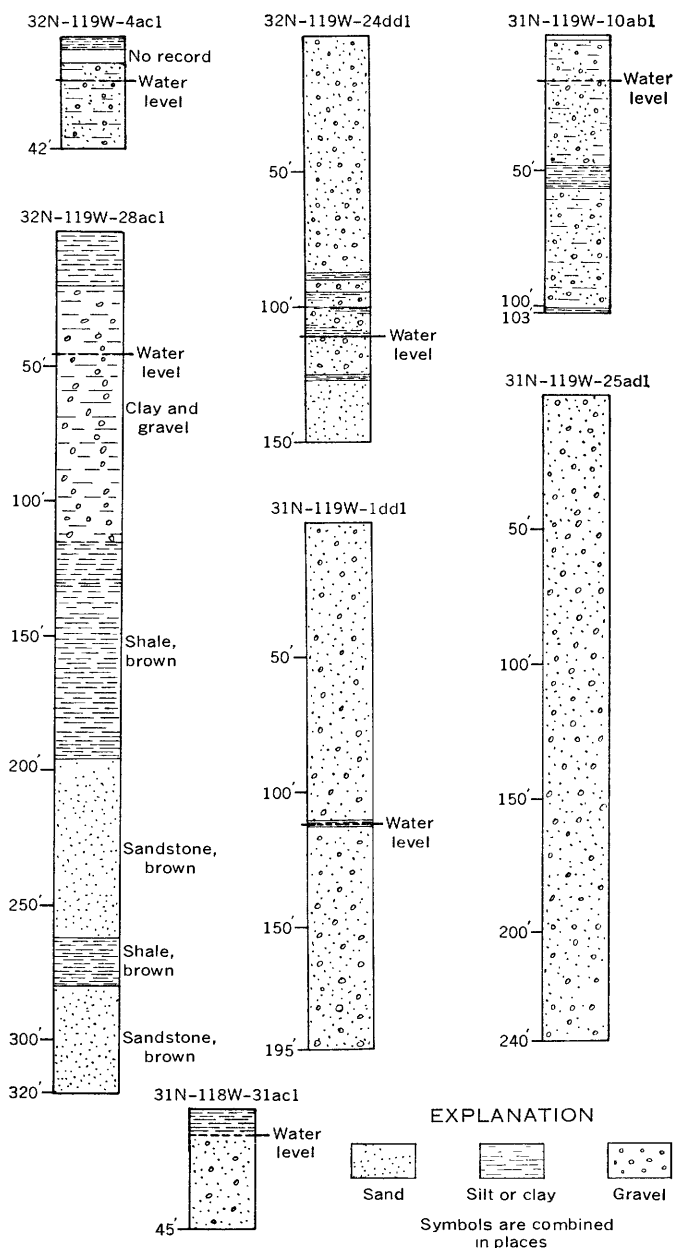 32N-119W-4ac1
No record
Water
level
42′
32N-119W-28ac1
Water
level
50′
Clay and
gravel
100′
150′
Shale,
brown
200′
Sandstone,
brown
250′
Shale,
brown
300′
Sandstone,
brown
320′
32N-119W-24dd1
50′
100′
Water
level
150′
31N-119W-1dd1
50′
100′
Water
level
150′
195′
31N-119W-10ab1
Water
level
50′
100′
103′
31N-119W-25ad1
50′
100′
150′
200′
240′
31N-118W-31ac1
Water
level
45′
EXPLANATION
Sand
Silt or clay
Gravel
Symbols are combined
in places